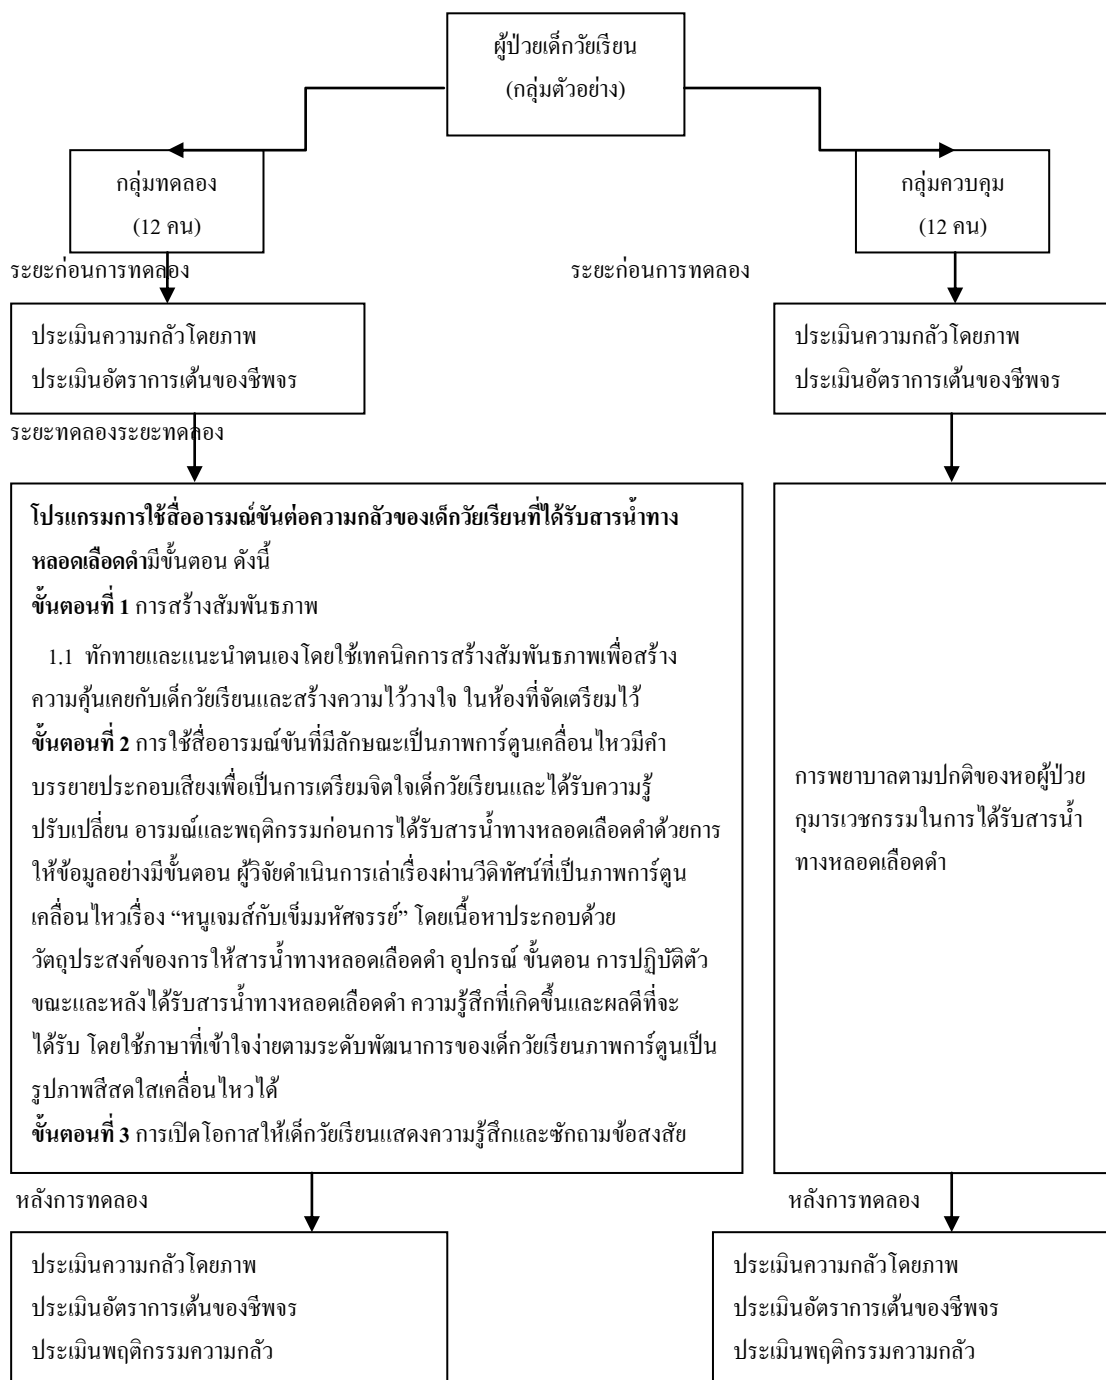 ผู้ป่วยเด็กวัยเรียน
(กลุ่มตัวอย่าง)
กลุ่มทดลอง
(12 คน)
กลุ่มควบคุม
(12 คน)
ระยะก่อนการทดลอง
ระยะก่อนการทดลอง
ประเมินความกลัวโดยภาพ
ประเมินอัตราการเต้นของชีพจร
ประเมินความกลัวโดยภาพ
ประเมินอัตราการเต้นของชีพจร
ระยะทดลองระยะทดลอง
โปรแกรมการใช้สื่ออารมณ์ขันต่อความกลัวของเด็กวัยเรียนที่ได้รับสารน้ำทาง
หลอดเลือดดำมีขั้นตอน ดังนี้
ขั้นตอนที่ 1 การสร้างสัมพันธภาพ
1.1 ทักทายและแนะนำตนเองโดยใช้เทคนิคการสร้างสัมพันธภาพเพื่อสร้าง
ความคุ้นเคยกับเด็กวัยเรียนและสร้างความไว้วางใจ ในห้องที่จัดเตรียมไว้
ขั้นตอนที่ 2 การใช้สื่ออารมณ์ขันที่มีลักษณะเป็นภาพการ์ตูนเคลื่อนไหวมีคำ
บรรยายประกอบเสียงเพื่อเป็นการเตรียมจิตใจเด็กวัยเรียนและได้รับความรู้
ปรับเปลี่ยน อารมณ์และพฤติกรรมก่อนการได้รับสารน้ำทางหลอดเลือดดำด้วยการ
ให้ข้อมูลอย่างมีขั้นตอน ผู้วิจัยดำเนินการเล่าเรื่องผ่านวีดิทัศน์ที่เป็นภาพการ์ตูน
เคลื่อนไหวเรื่อง “หนูเจมส์กับเข็มมหัศจรรย์” โดยเนื้อหาประกอบด้วย
วัตถุประสงค์ของการให้สารน้ำทางหลอดเลือดดำ อุปกรณ์ ขั้นตอน การปฏิบัติตัว
ขณะและหลังได้รับสารน้ำทางหลอดเลือดดำ ความรู้สึกที่เกิดขึ้นและผลดีที่จะ
ได้รับ โดยใช้ภาษาที่เข้าใจง่ายตามระดับพัฒนาการของเด็กวัยเรียนภาพการ์ตูนเป็น
รูปภาพสีสดใสเคลื่อนไหวได้
ขั้นตอนที่ 3 การเปิดโอกาสให้เด็กวัยเรียนแสดงความรู้สึกและซักถามข้อสงสัย
การพยาบาลตามปกติของหอผู้ป่วย
กุมารเวชกรรมในการได้รับสารน้ำ
ทางหลอดเลือดดำ
หลังการทดลอง
หลังการทดลอง
ประเมินความกลัวโดยภาพ
ประเมินอัตราการเต้นของชีพจร
ประเมินพฤติกรรมความกลัว
ประเมินความกลัวโดยภาพ
ประเมินอัตราการเต้นของชีพจร
ประเมินพฤติกรรมความกลัว